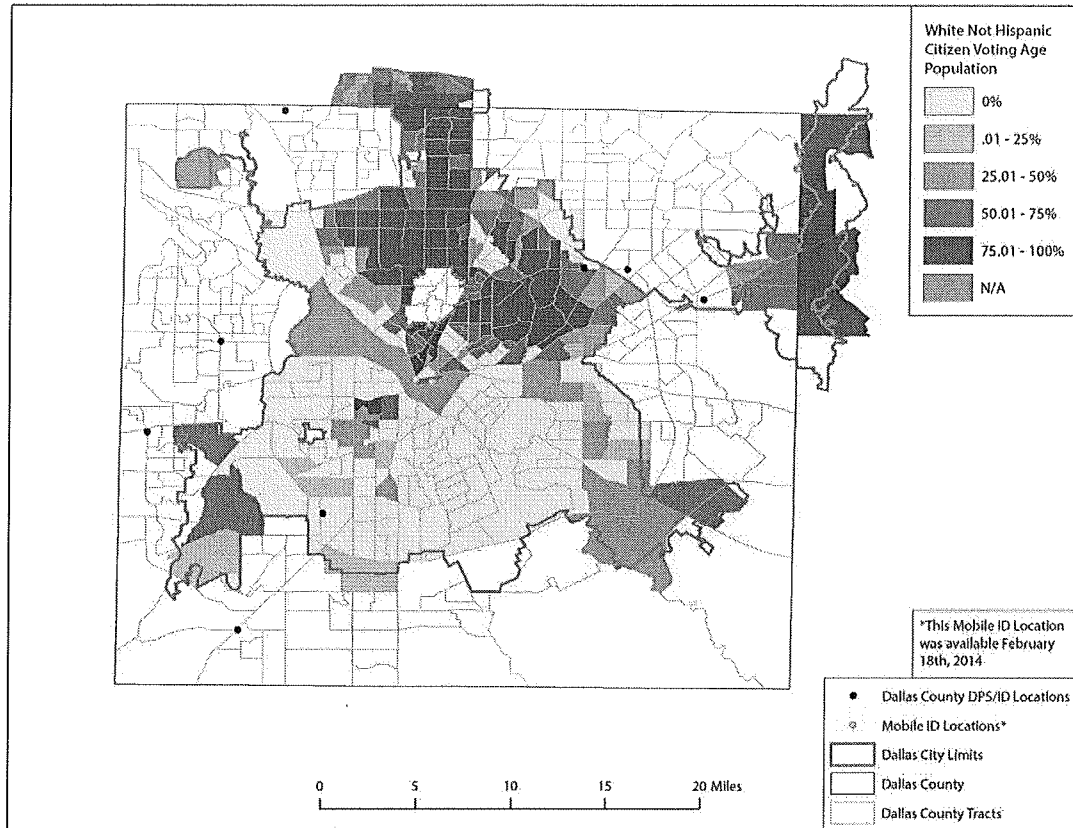 White Not Hispanic
Citizen Voting Age
Population
0%
.01 - 25%
25.01 - 50%
50.01 - 75%
75.01 - 100%
N/A
*This Mobile ID Location
was available February
18th, 2014
Dallas County DPS/ID Locations
Mobile ID Locations*
Dallas City Limits
Dallas County
Dallas County Tracts
0 5 10 15 20 Miles